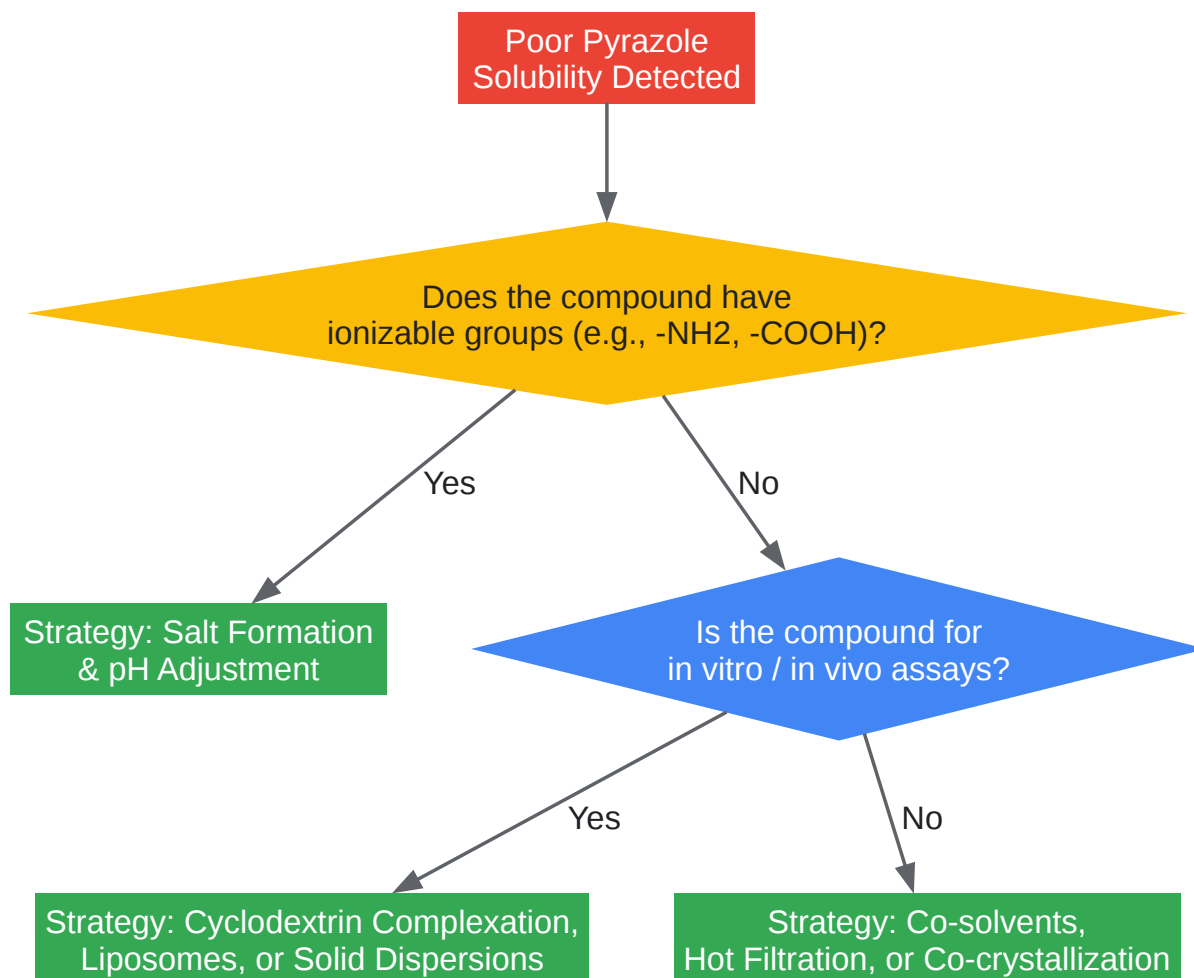 Poor Pyrazole
Solubility Detected
Does the compound have
ionizable groups (e.g., -NH2, -COOH)?
Yes
No
Strategy: Salt Formation
& pH Adjustment
Is the compound for
in vitro / in vivo assays?
Yes
No
Strategy: Cyclodextrin Complexation,
Liposomes, or Solid Dispersions
Strategy: Co-solvents,
Hot Filtration, or Co-crystallization